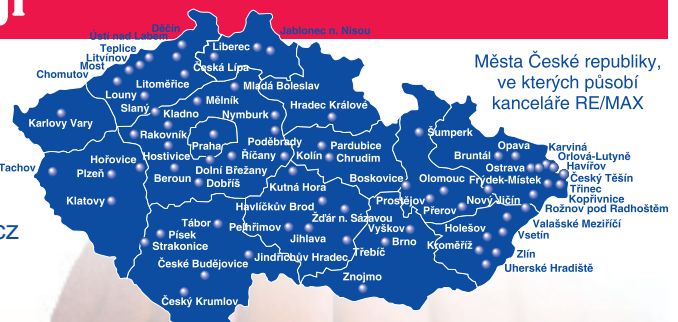 Děčín
Jablonec n. Nisou
Ústí nad Labem
Liberec
Teplice
Litvínov
Česká Lípa
Most
Chomutov
Litoměřice
Mladá Boleslav
Města České republiky,
ve kterých působí
kanceláře RE/MAX
Louny
Mělník
Slaný
Kladno
Nymburk
Hradec Králové
Karlovy Vary
Rakovník
Praha
Poděbrady
Pardubice
Šumperk
Hostivice
Říčany
Kolín
Chrudim
Opava
Karviná
Bruntál
Orlová-Lutyně
Hořovice
Tachov
Plzeň
Beroun
Dolní Břežany
Dobříš
Kutná Hora
Boskovice
Olomouc
Ostrava
Havířov
Frýdek-Místek
Český Těšín
Třinec
Klatovy
Havlíčkův Brod
Prostějov
Přerov
Nový Jičín
Kopřivnice
Rožnov pod Radhoštěm
Tábor
Pelhřimov
Žďár n. Sázavou
Vyškov
Holešov
Valašské Meziříčí
CZ
Písek
Strakonice
Jihlava
Brno
Kroměříž
Vsetín
České Budějovice
Jindřichův Hradec
Třebíč
Zlín
Uherské Hradiště
Znojmo
Český Krumlov